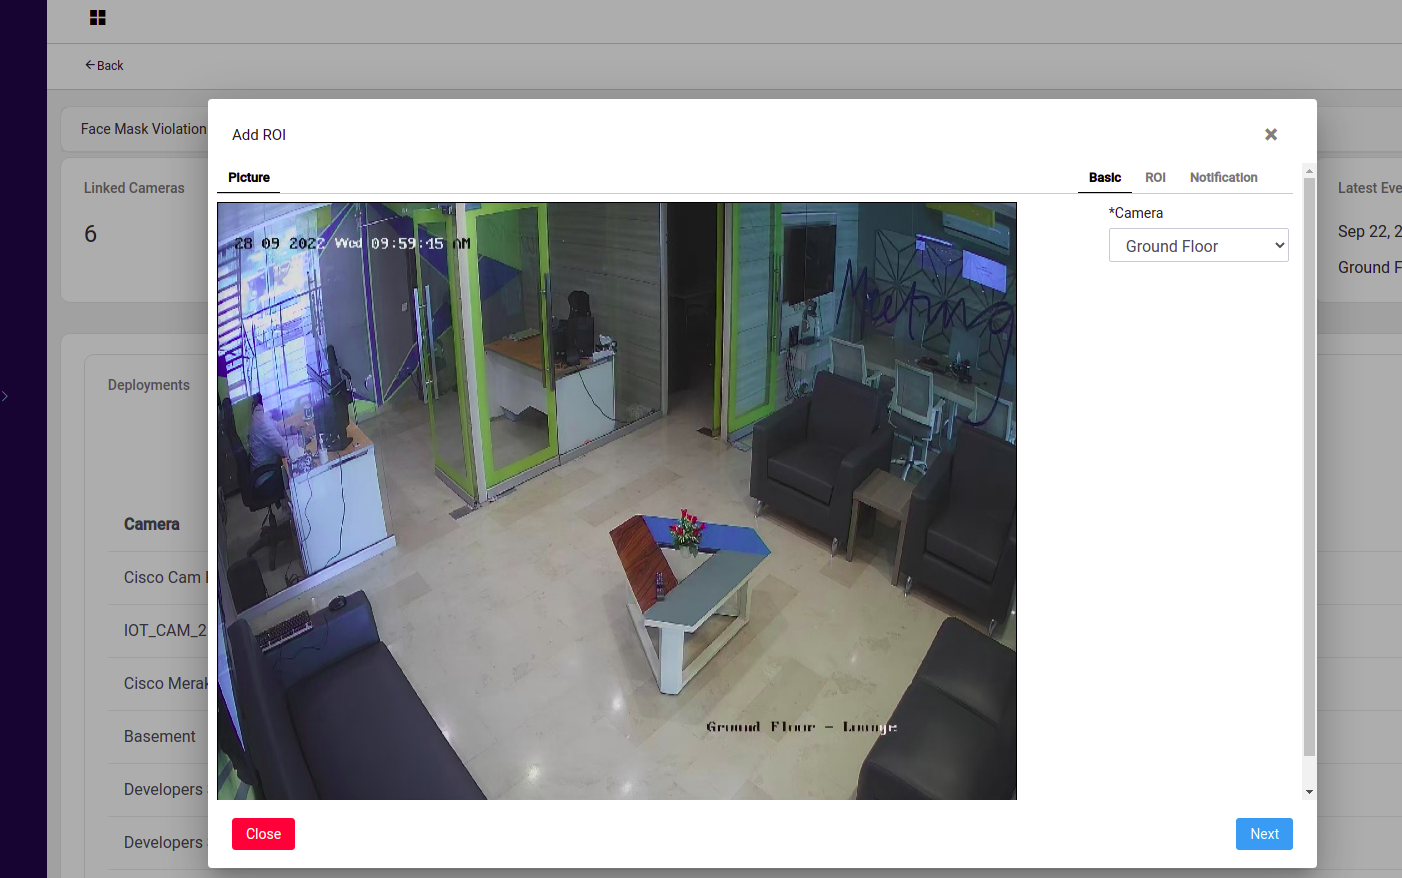 Back
Face Mask Violation
Linked Cameras
6
Deployments
Camera
Cisco Cam
IOT_CAM_2
Cisco Merak
Basement
Developers
Developers
Add ROI
Picture
28 09 2022 Wed 09:59:45 AM
Meeting
Ground Floor - Lounge
Basic ROI Notification
*Camera
Ground Floor
Close
Next
Latest Eve
Sep 22, 2
Ground F